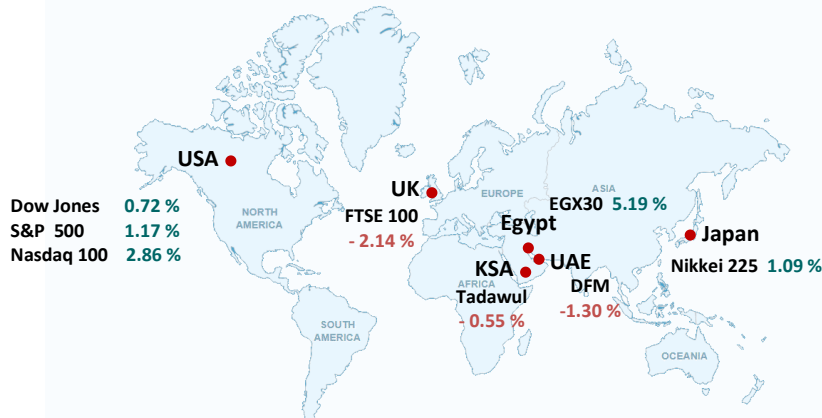 USA
Dow Jones 0.72 %
S&P 500 1.17 %
Nasdaq 100 2.86 %
NORTH
AMERICA
SOUTH
AMERICA
UK
FTSE 100
- 2.14 %
EUROPE
ASIA
EGX30 5.19 %
Egypt
KSA
AFRICA
Tadawul
- 0.55 %
UAE
DFM
-1.30 %
Japan
Nikkei 225 1.09 %
OCEANIA